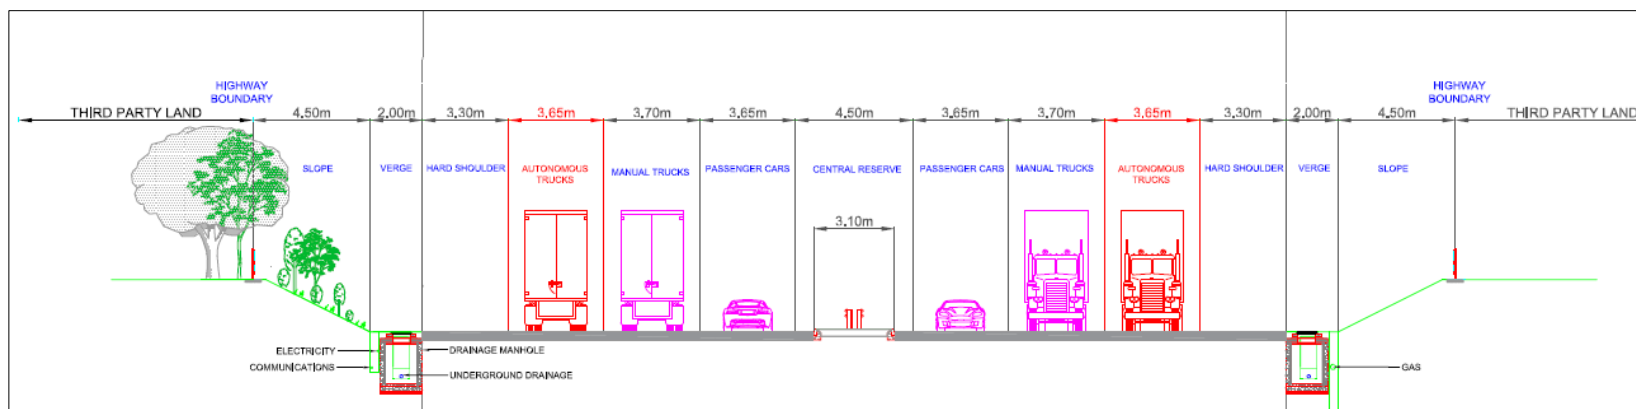 HIGHWAY
BOUNDARY
HIGHWAY
BOUNDARY
THIRD PARTY LAND 4.50m 2.00m 3.30m 3.65m 3.70m 3.65m 4.50m 3.65m 3.70m 3.65m 3.30m 2.00m 4.50m THIRD PARTY LAND
SLOPE
VERGE
HARD SHOULDER
AUTONOMOUS
TRUCKS
MANUAL TRUCKS
PASSENGER CARS
CENTRAL RESERVE
PASSENGER CARS
MANUAL TRUCKS
AUTONOMOUS
TRUCKS
HARD SHOULDER
VERGE
SLOPE
3.10m
ELECTRICITY
COMMUNICATIONS
DRAINAGE MANHOLE
UNDERGROUND DRAINAGE
GAS